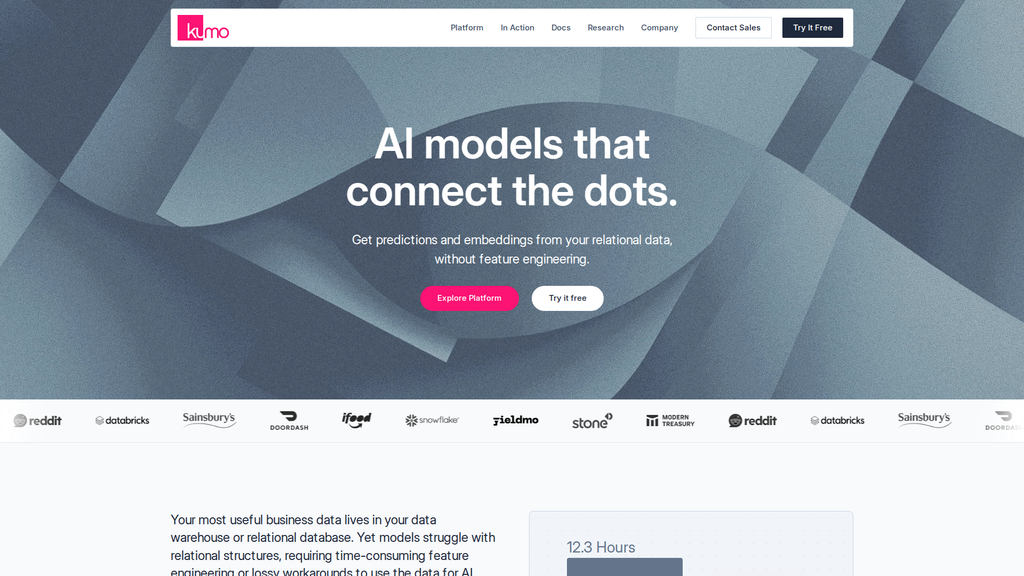 kumo
Platform
In Action
Docs
Research
Company
Contact Sales
Try It Free
AI models that
connect the dots.
Get predictions and embeddings from your relational data,
without feature engineering.
Explore Platform
Try it free
reddit
databricks
Sainsbury's
DOORDASH
ifood
snowflake
Yieldmo
stone
MODERN
TREASURY
reddit
databricks
Sainsbury's
DOORDASH
Your most useful business data lives in your data
warehouse or relational database. Yet models struggle with
relational structures, requiring time-consuming feature
engineering or lossy workarounds to use the data for AI
12.3 Hours